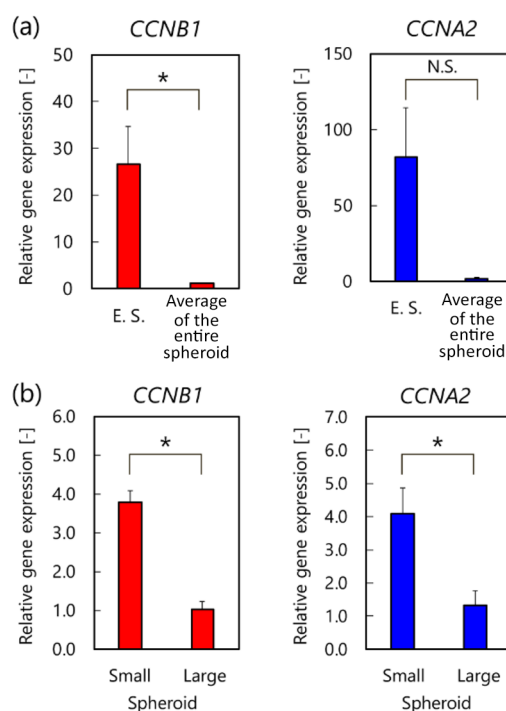 (a)
CCNB1
Relative gene expression [-]
50
40
30
20
10
0
*
E. S.
Average
of the
entire
spheroid
CCNA2
Relative gene expression [-]
150
100
50
0
N.S.
E. S.
Average
of the
entire
spheroid
(b)
CCNB1
Relative gene expression [-]
6.0
5.0
4.0
3.0
2.0
1.0
0.0
*
Small Large
Spheroid
CCNA2
Relative gene expression [-]
7.0
6.0
5.0
4.0
3.0
2.0
1.0
0.0
*
Small Large
Spheroid